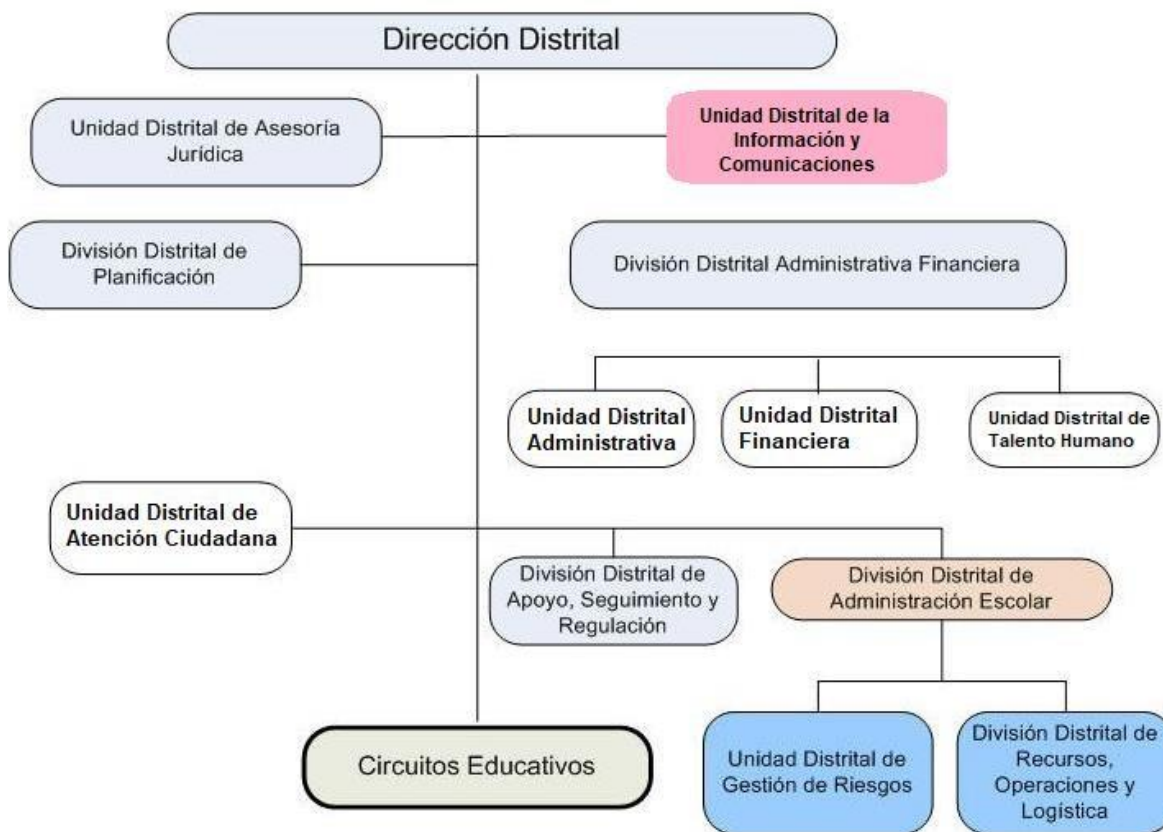 Dirección Distrital
Unidad Distrital de Asesoría
Jurídica
Unidad Distrital de la
Información y
Comunicaciones
División Distrital de
Planificación
División Distrital Administrativa Financiera
Unidad Distrital
Administrativa
Unidad Distrital
Financiera
Unidad Distrital de
Talento Humano
Unidad Distrital de
Atención Ciudadana
División Distrital de
Apoyo, Seguimiento y
Regulación
División Distrital de
Administración Escolar
Circuitos Educativos
Unidad Distrital de
Gestión de Riesgos
División Distrital de
Recursos,
Operaciones y
Logística